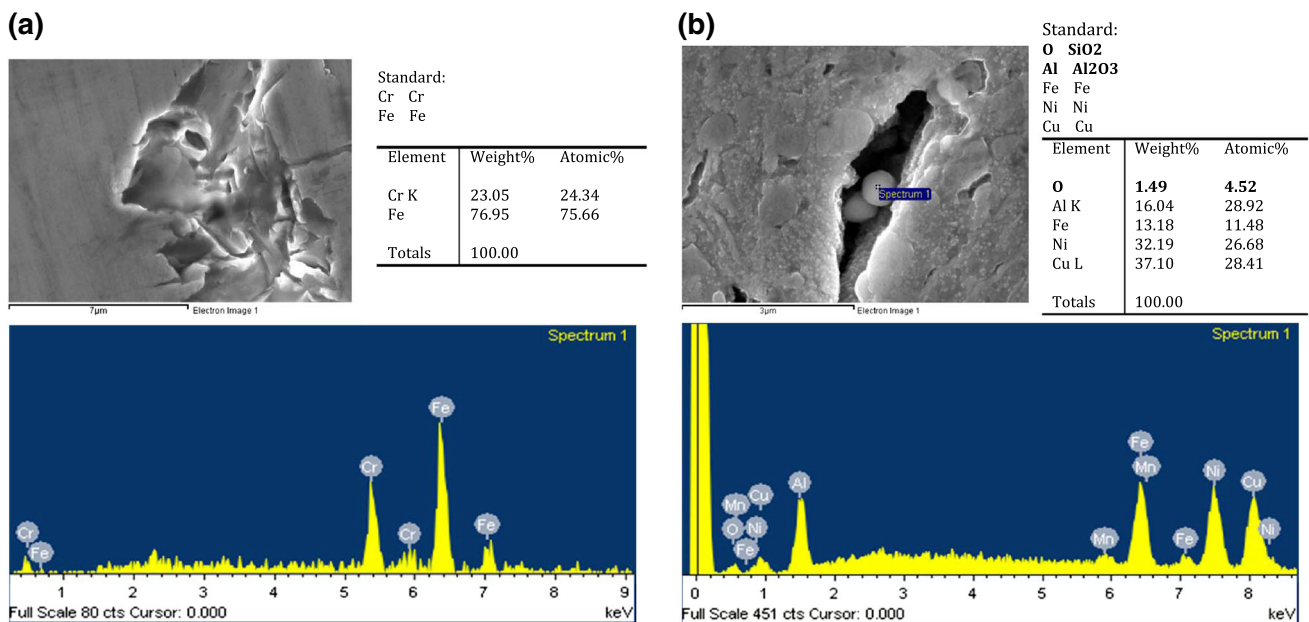 (a)
Standard:
Cr Cr
Fe Fe
Element Weight% Atomic%
Cr K 23.05 24.34
Fe 76.95 75.66
Totals 100.00
7µm Electron Image 1
Spectrum 1
Fe
Cr
Cr
Fe
Cr
Fe
1 2 3 4 5 6 7 8 9
Full Scale 80 cts Cursor: 0.000 keV
(b)
Standard:
O SiO2
Al Al2O3
Fe Fe
Ni Ni
Cu Cu
Spectrum 1
Element Weight% Atomic%
O 1.49 4.52
Al K 16.04 28.92
Fe 13.18 11.48
Ni 32.19 26.68
Cu L 37.10 28.41
Totals 100.00
3µm Electron Image 1
Spectrum 1
Fe
Mn
Ni
Al
Cu
Cu
Mn
O
Ni
Fe
Mn
Fe
Ni
0 1 2 3 4 5 6 7 8
Full Scale 451 cts Cursor: 0.000 keV